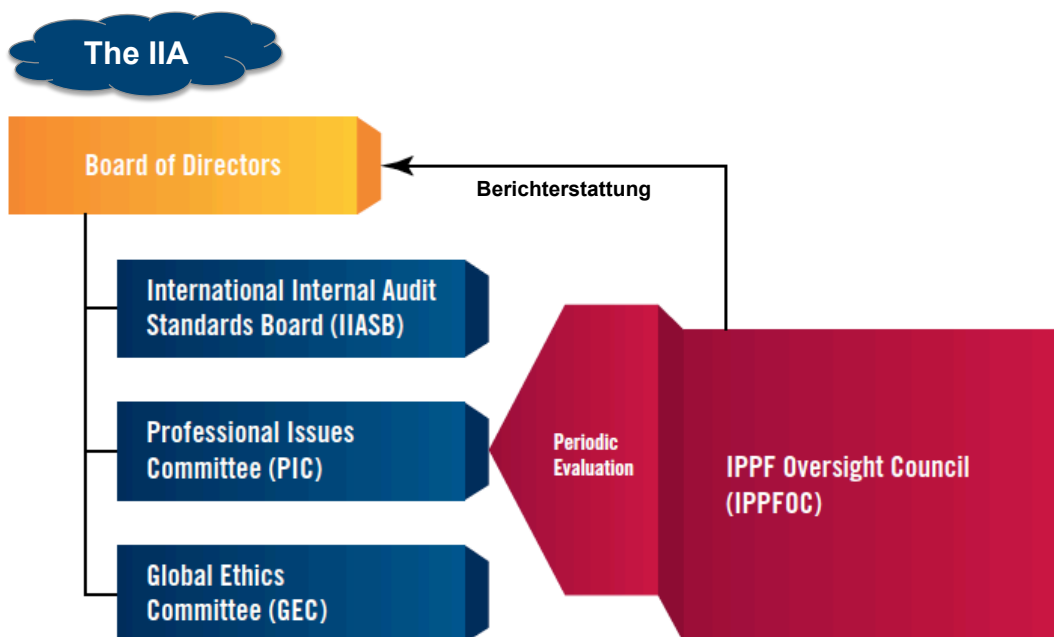 The IIA
Board of Directors
Berichterstattung
International Internal Audit
Standards Board (IIASB)
Professional Issues
Committee (PIC)
Periodic
Evaluation
IPPF Oversight Council
(IPPFOC)
Global Ethics
Committee (GEC)